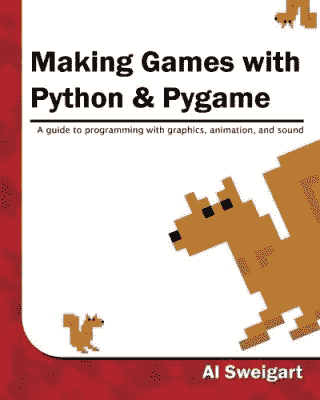 Making Games with
Python & Pygame
A guide to programming with graphics, animation, and sound
Al Sweigart